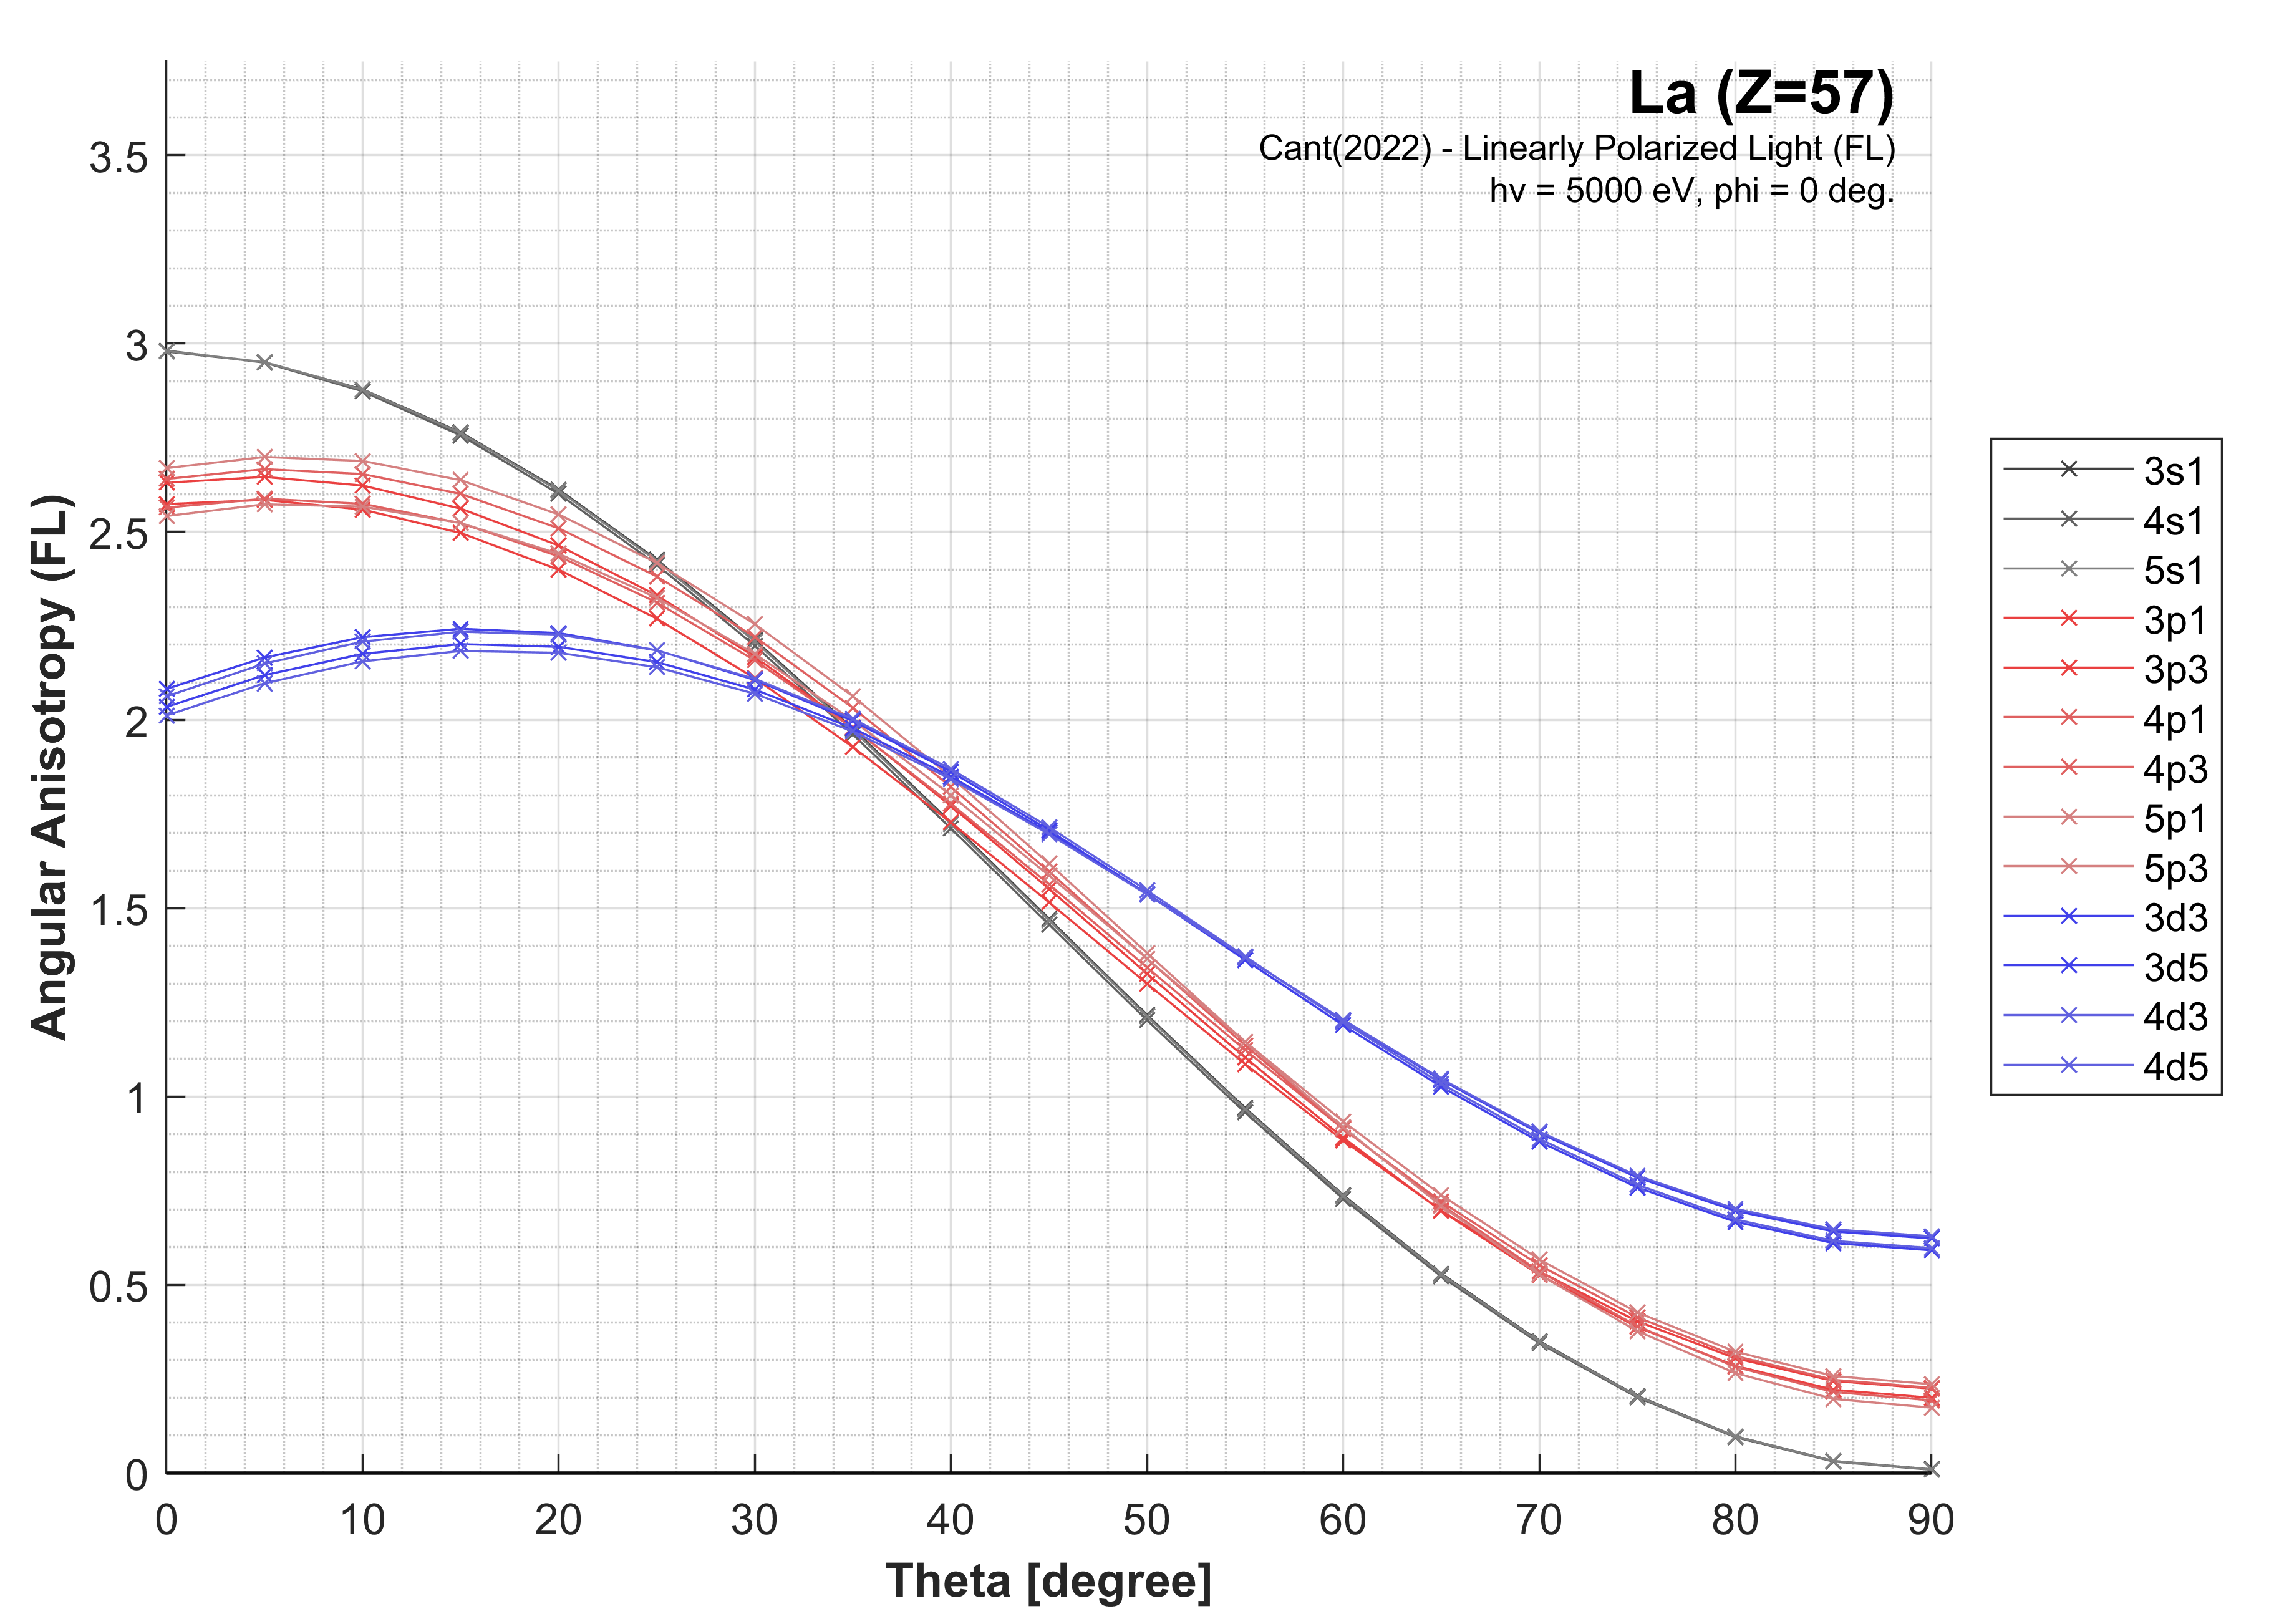 La (Z=57)
Cant(2022) - Linearly Polarized Light (FL)
hv = 5000 eV, phi = 0 deg.
Angular Anisotropy (FL)
3.5
3
2.5
2
1.5
1
0.5
0
0 10 20 30 40 50 60 70 80 90
Theta [degree]
3s1
4s1
5s1
3p1
3p3
4p1
4p3
5p1
5p3
3d3
3d5
4d3
4d5